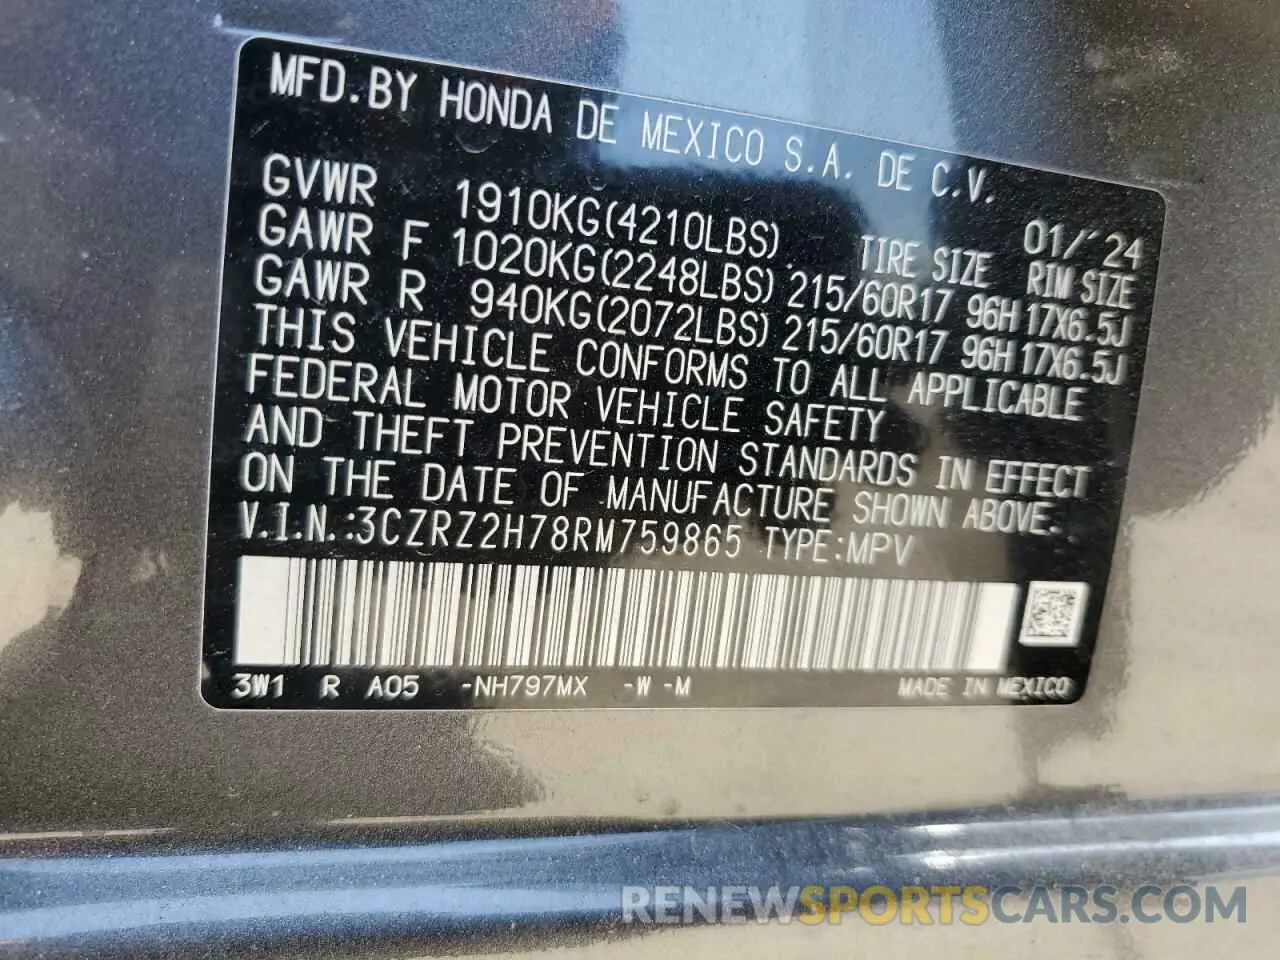 MFD.BY HONDA DE MEXICO S.A. DE C.V.
01/'24
GVWR 1910KG(4210LBS) TIRE SIZE RIM SIZE
GAWR F 1020KG(2248LBS) 215/60R17 96H 17X6.5J
GAWR R 940KG(2072LBS) 215/60R17 96H 17X6.5J
THIS VEHICLE CONFORMS TO ALL APPLICABLE
FEDERAL MOTOR VEHICLE SAFETY
AND THEFT PREVENTION STANDARDS IN EFFECT
ON THE DATE OF MANUFACTURE SHOWN ABOVE.
V.I.N.:3CZRZ2H78RM759865 TYPE:MPV
3W1 R A05 -NH797MX -W -M MADE IN MEXICO
RENEWSPORTSCARS.COM